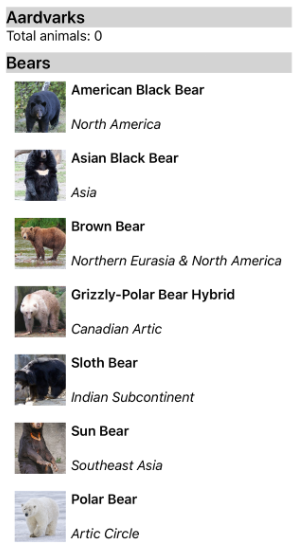 Aardvarks
Total animals: 0
Bears
American Black Bear
North America
Asian Black Bear
Asia
Brown Bear
Northern Eurasia & North America
Grizzly-Polar Bear Hybrid
Canadian Artic
Sloth Bear
Indian Subcontinent
Sun Bear
Southeast Asia
Polar Bear
Artic Circle